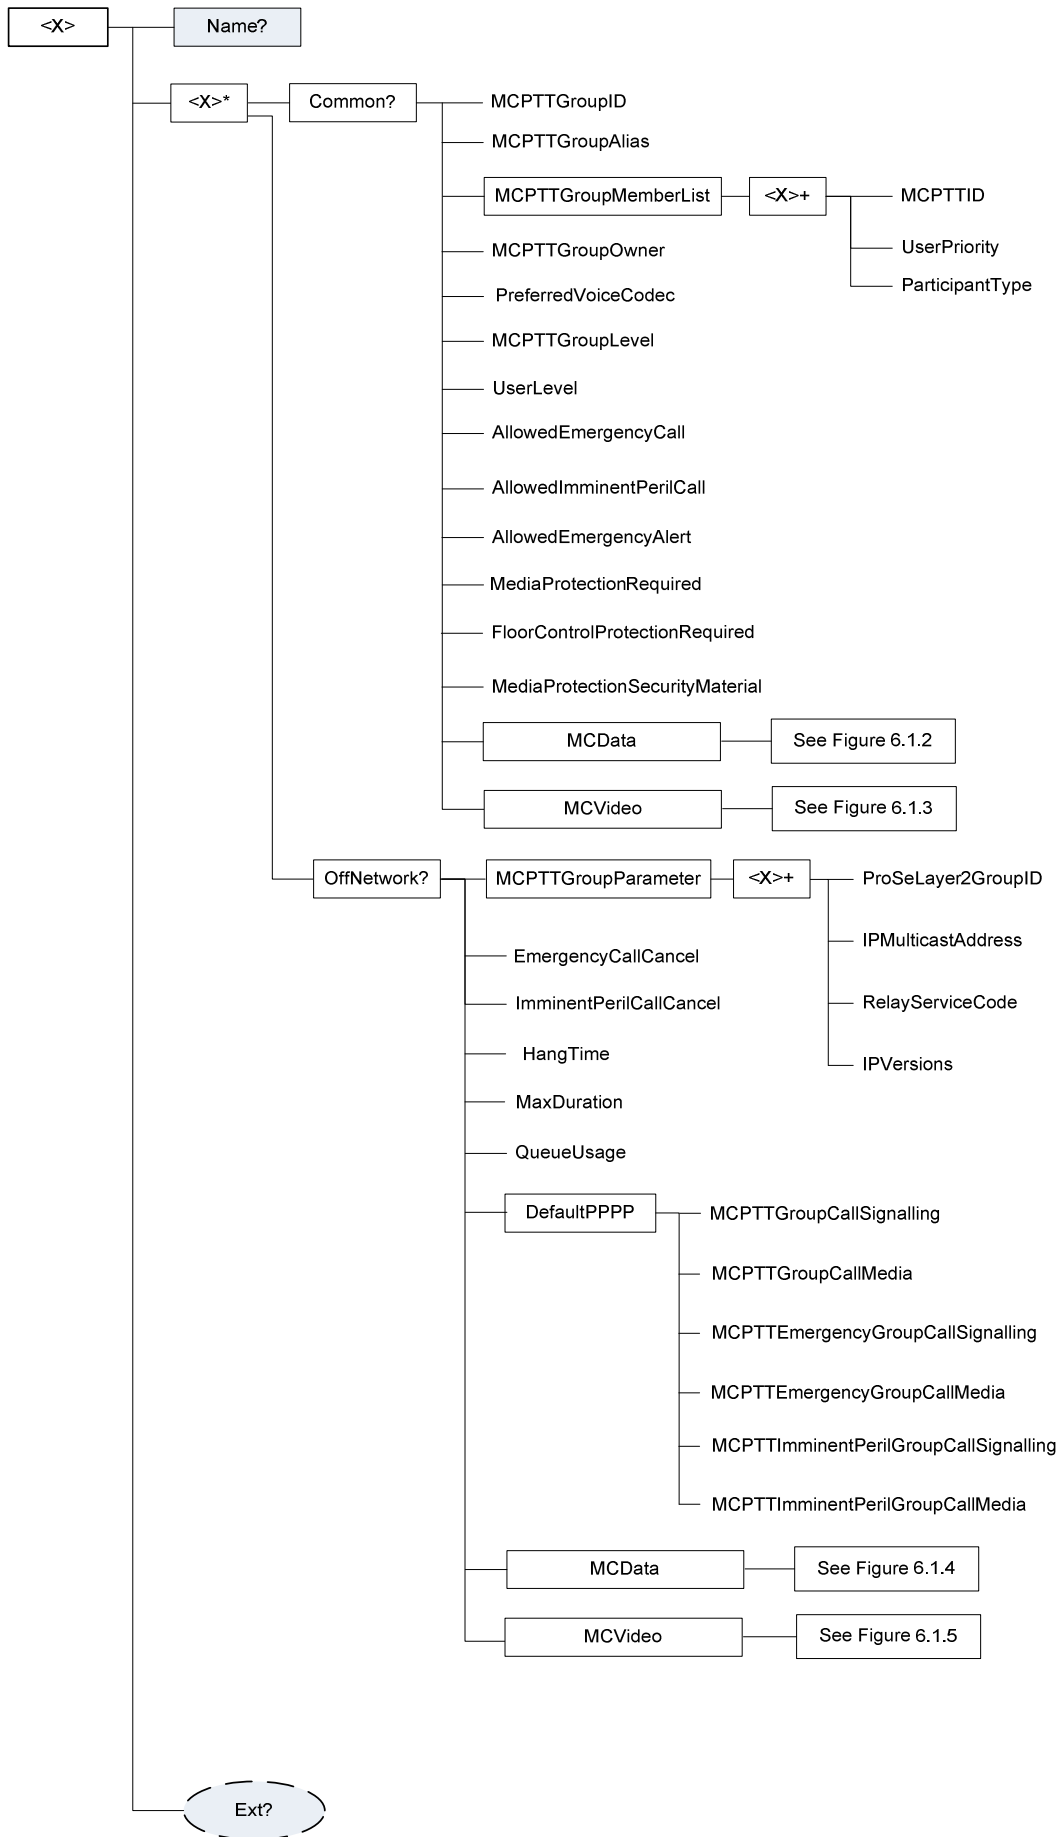 <X>
Name?
<X>*
Common?
MCPTTGroupID
MCPTTGroupAlias
MCPTTGroupMemberList
<X>+
MCPTTID
UserPriority
ParticipantType
MCPTTGroupOwner
PreferredVoiceCodec
MCPTTGroupLevel
UserLevel
AllowedEmergencyCall
AllowedImminentPerilCall
AllowedEmergencyAlert
MediaProtectionRequired
FloorControlProtectionRequired
MediaProtectionSecurityMaterial
MCData
See Figure 6.1.2
MCVideo
See Figure 6.1.3
OffNetwork?
MCPTTGroupParameter
<X>+
ProSeLayer2GroupID
IPMulticastAddress
RelayServiceCode
IPVersions
EmergencyCallCancel
ImminentPerilCallCancel
HangTime
MaxDuration
QueueUsage
DefaultPPPP
MCPTTGroupCallSignalling
MCPTTGroupCallMedia
MCPTTEmergencyGroupCallSignalling
MCPTTEmergencyGroupCallMedia
MCPTTImminentPerilGroupCallSignalling
MCPTTImminentPerilGroupCallMedia
MCData
See Figure 6.1.4
MCVideo
See Figure 6.1.5
Ext?